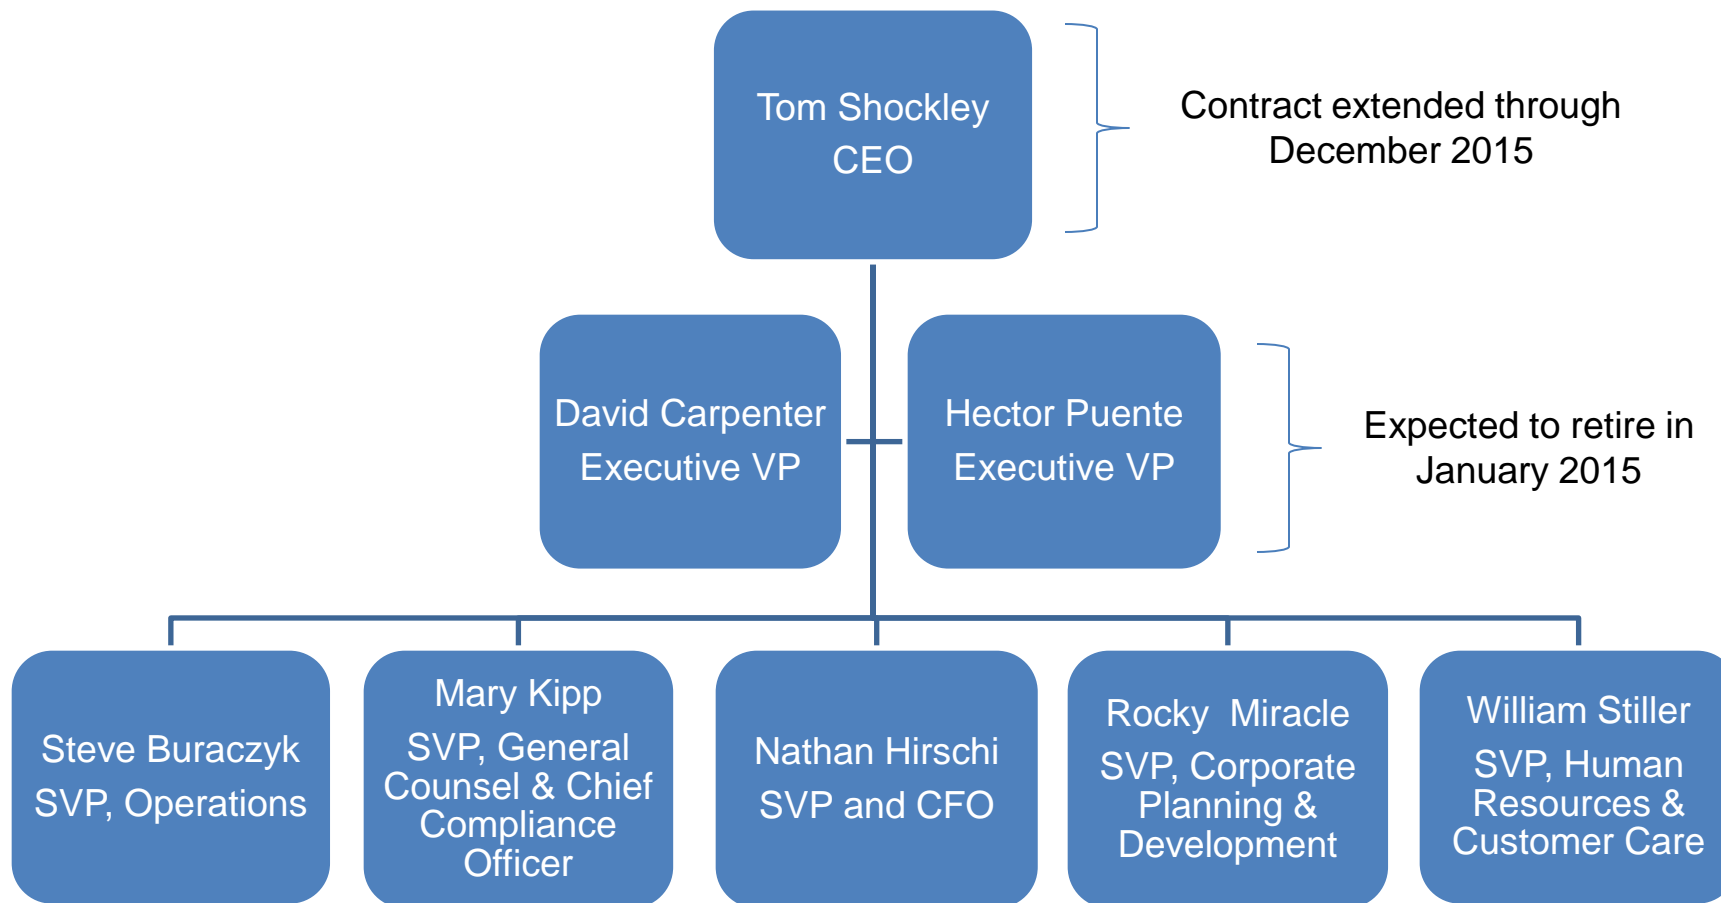 Tom Shockley
CEO
Contract extended through
December 2015
David Carpenter
Executive VP
Hector Puente
Executive VP
Expected to retire in
January 2015
Steve Buraczyk
SVP, Operations
Mary Kipp
SVP, General
Counsel & Chief
Compliance
Officer
Nathan Hirschi
SVP and CFO
Rocky  Miracle
SVP, Corporate
Planning &
Development
William Stiller
SVP, Human
Resources &
Customer Care